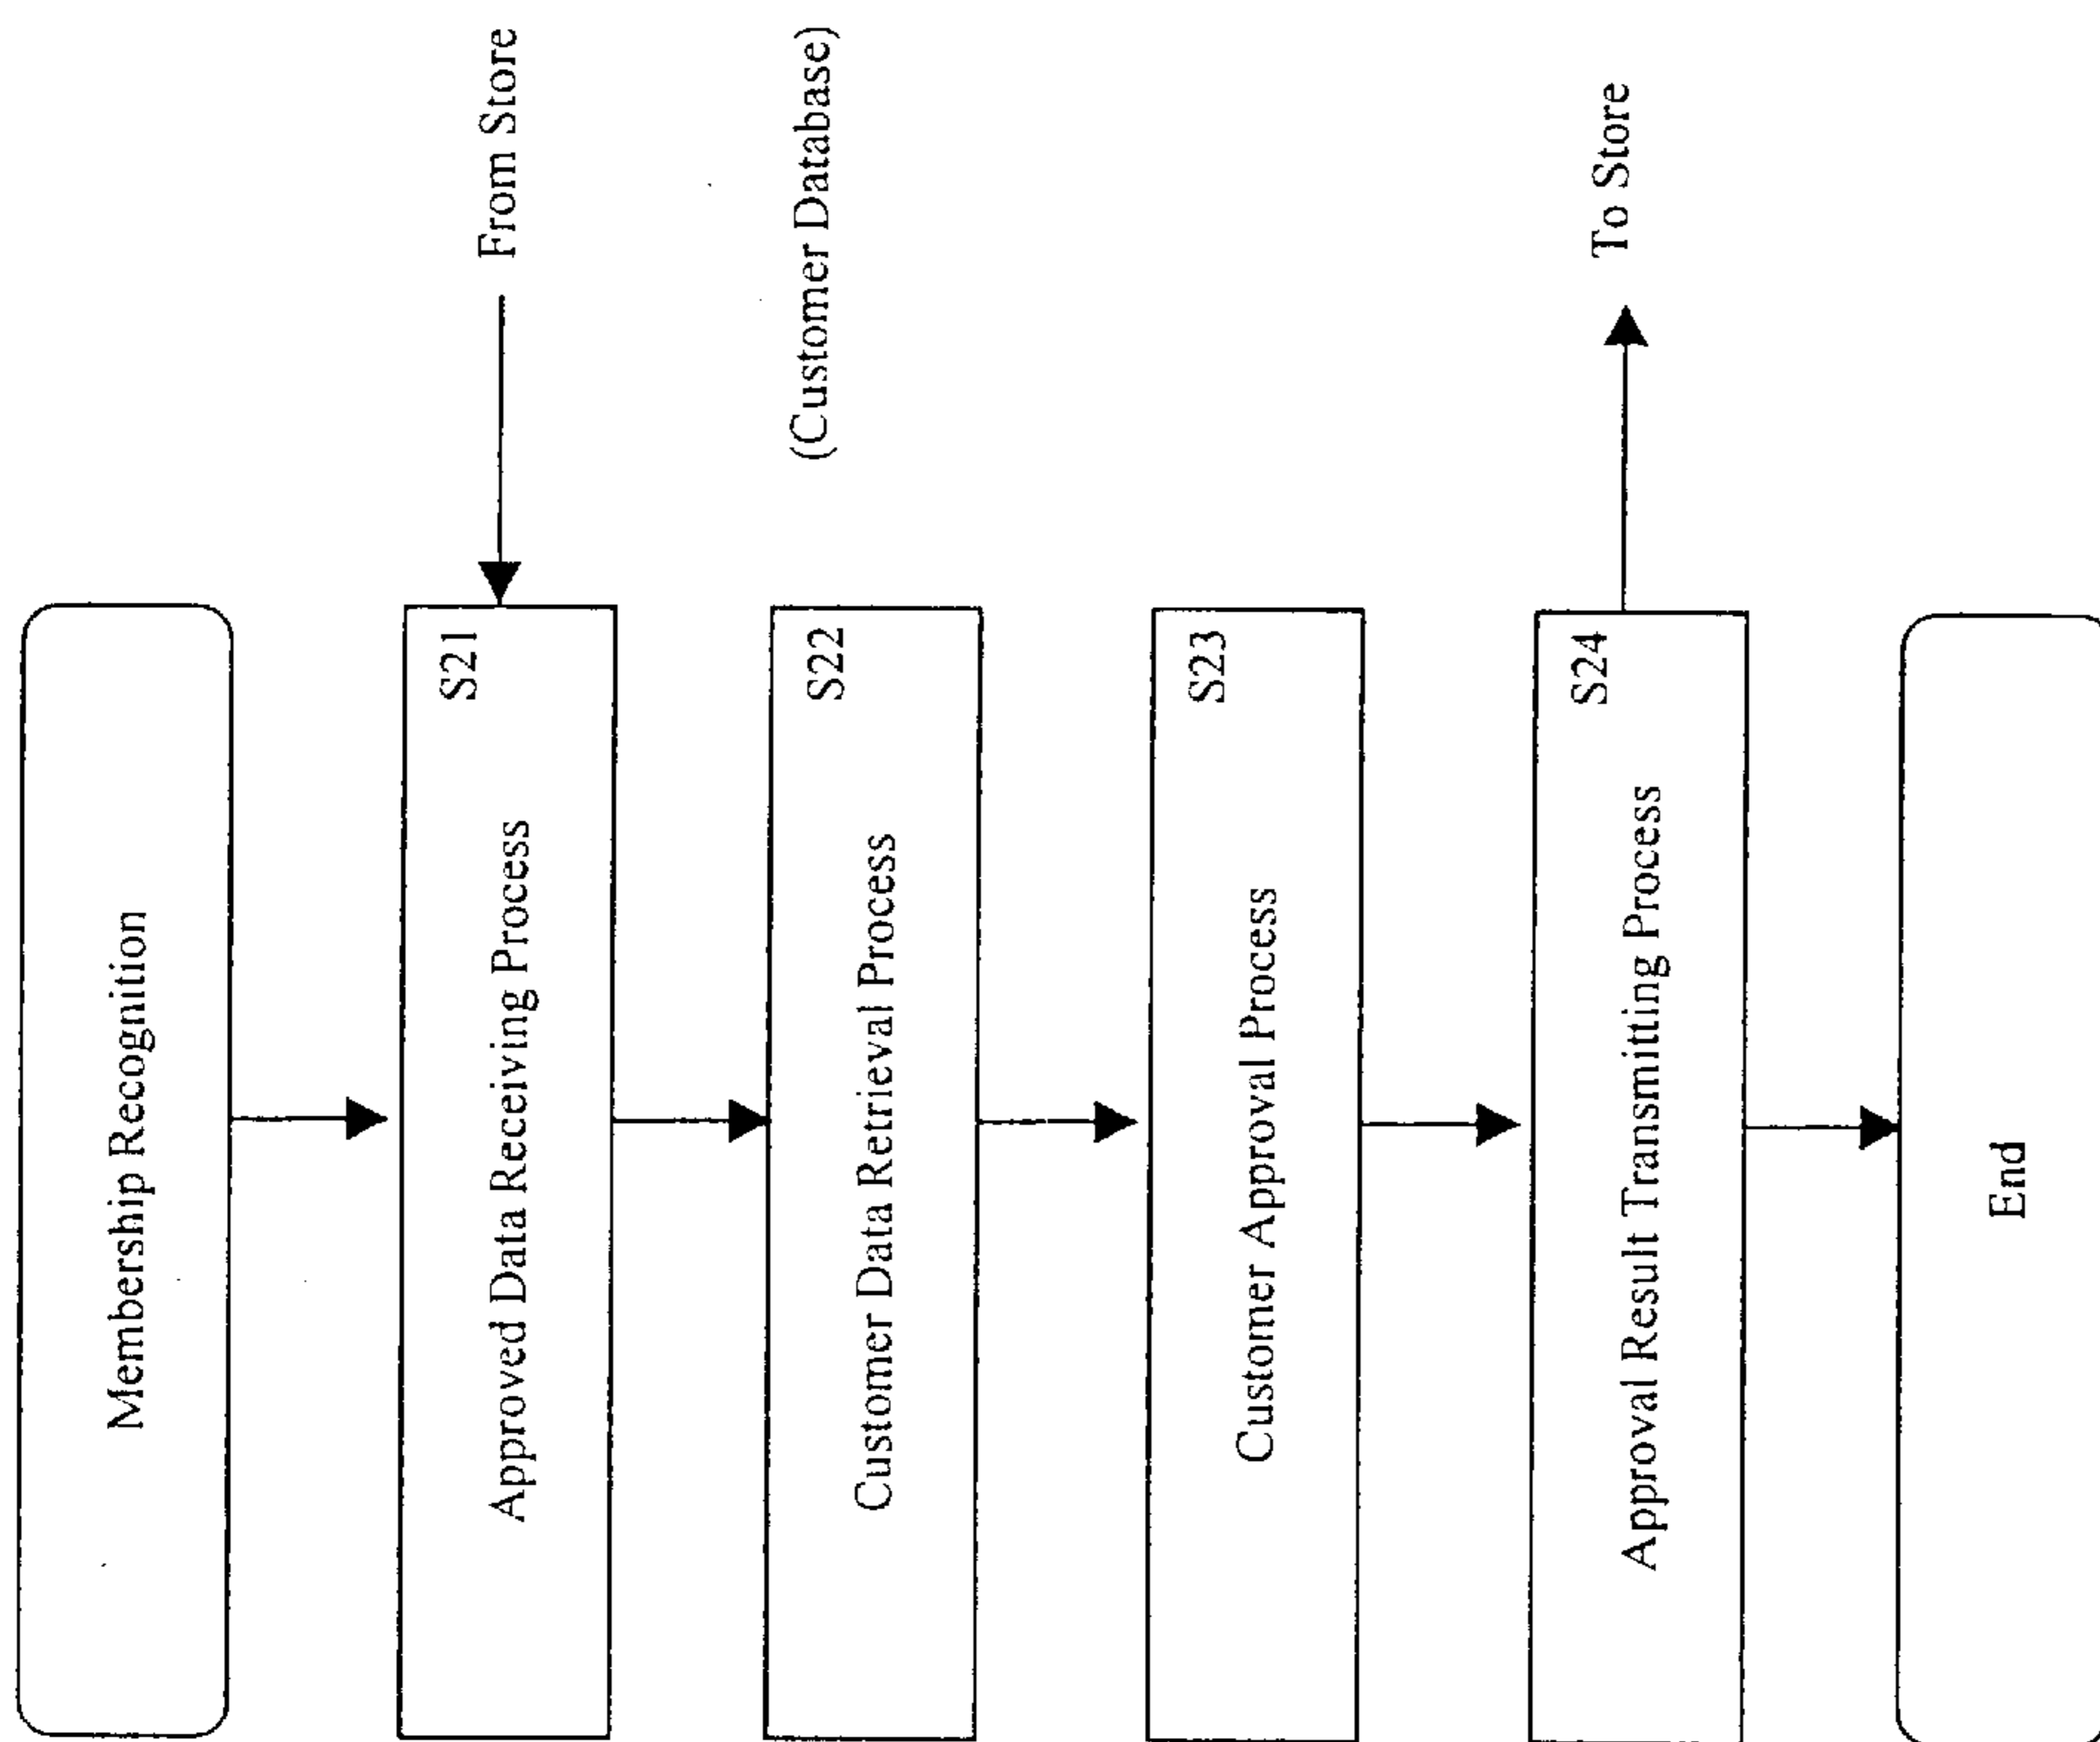 Membership Recognition
S21
Approved Data Receiving Process
From Store
S22
Customer Data Retrieval Process
(Customer Database)
S23
Customer Approval Process
S24
Approval Result Transmitting Process
To Store
End